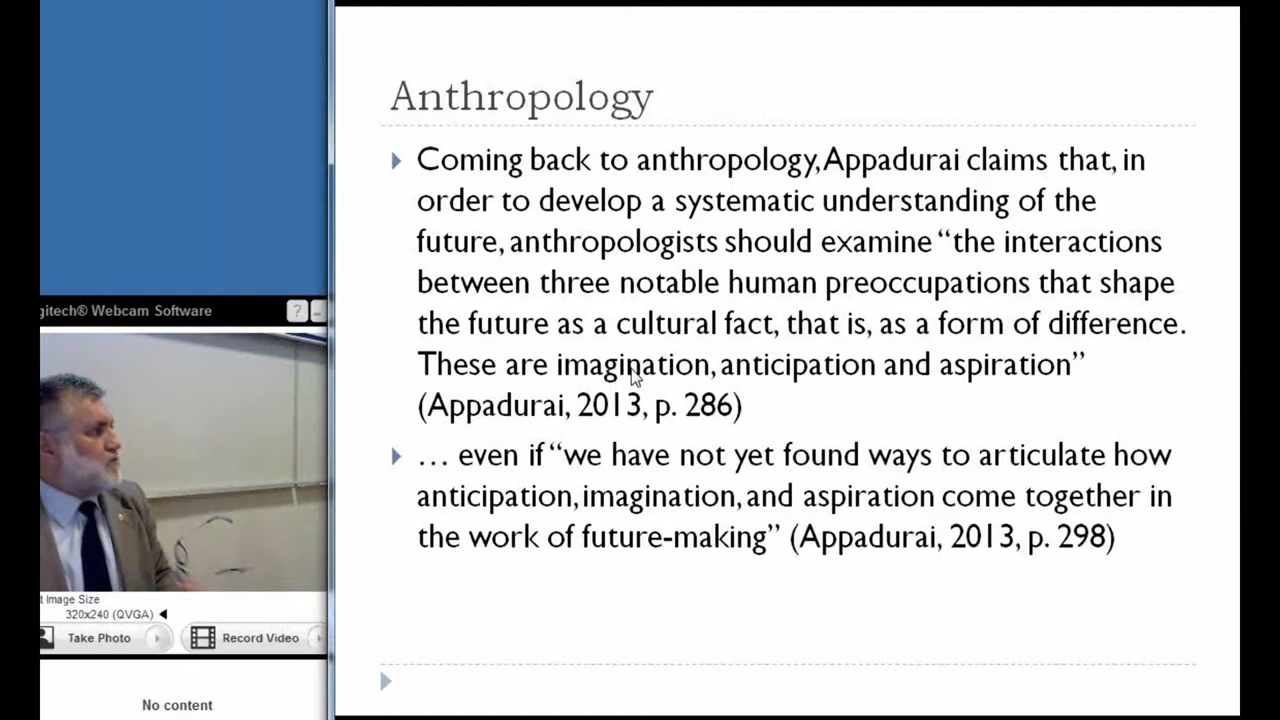 Anthropology
Coming back to anthropology, Appadurai claims that, in
order to develop a systematic understanding of the
future, anthropologists should examine “the interactions
between three notable human preoccupations that shape
the future as a cultural fact, that is, as a form of difference.
These are imagination, anticipation and aspiration”
(Appadurai, 2013, p. 286)
… even if “we have not yet found ways to articulate how
anticipation, imagination, and aspiration come together in
the work of future-making” (Appadurai, 2013, p. 298)
gitech® Webcam Software
?
t Image Size
320x240 (QVGA)
Take Photo
Record Video
No content